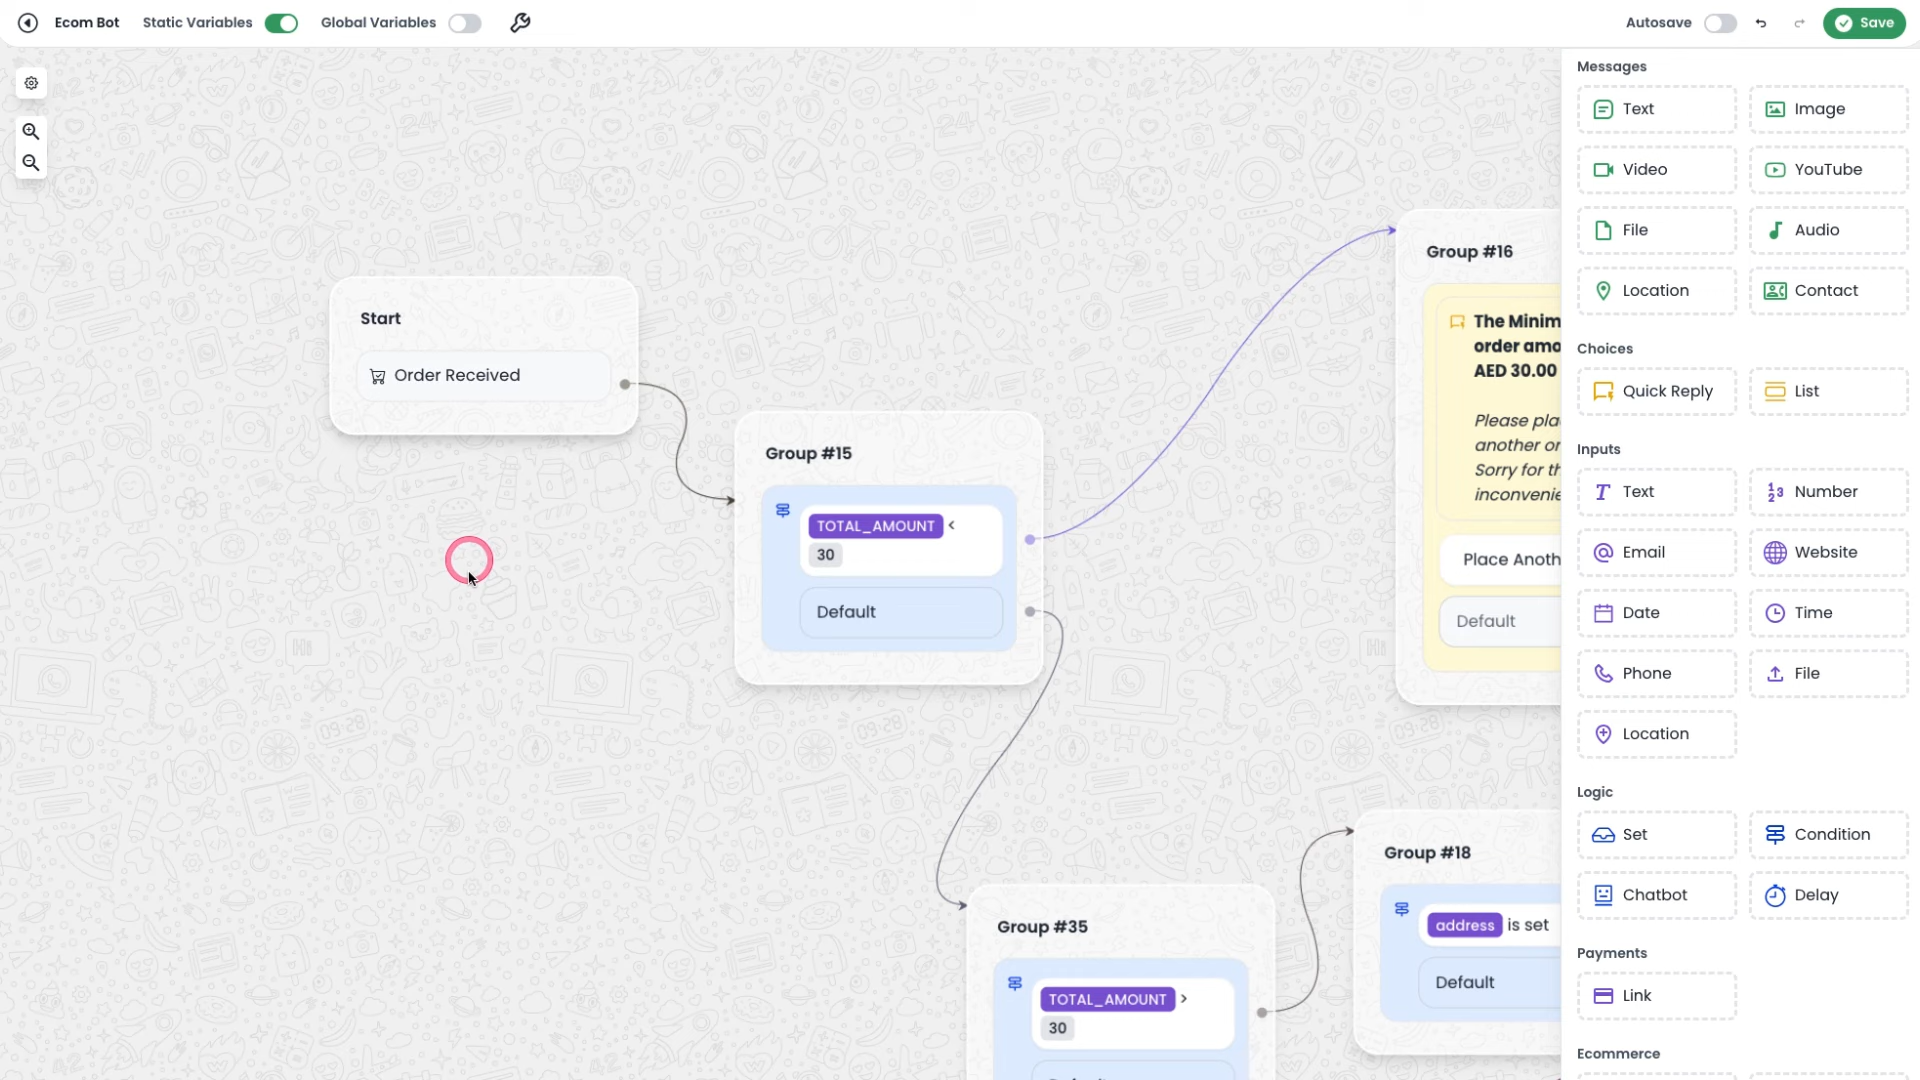 Ecom Bot Static Variables Global Variables Autosave Save
Start
Order Received
Group #15
TOTAL_AMOUNT <
30
Default
Group #16
The Minim
order amo
AED 30.00
Please pla
another or
Sorry for th
inconvenie
Place Anoth
Default
Group #35
TOTAL_AMOUNT >
30
Group #18
address is set
Default
Messages
Text Image
Video YouTube
File Audio
Location Contact
Choices
Quick Reply List
Inputs
Text Number
Email Website
Date Time
Phone File
Location
Logic
Set Condition
Chatbot Delay
Payments
Link
Ecommerce